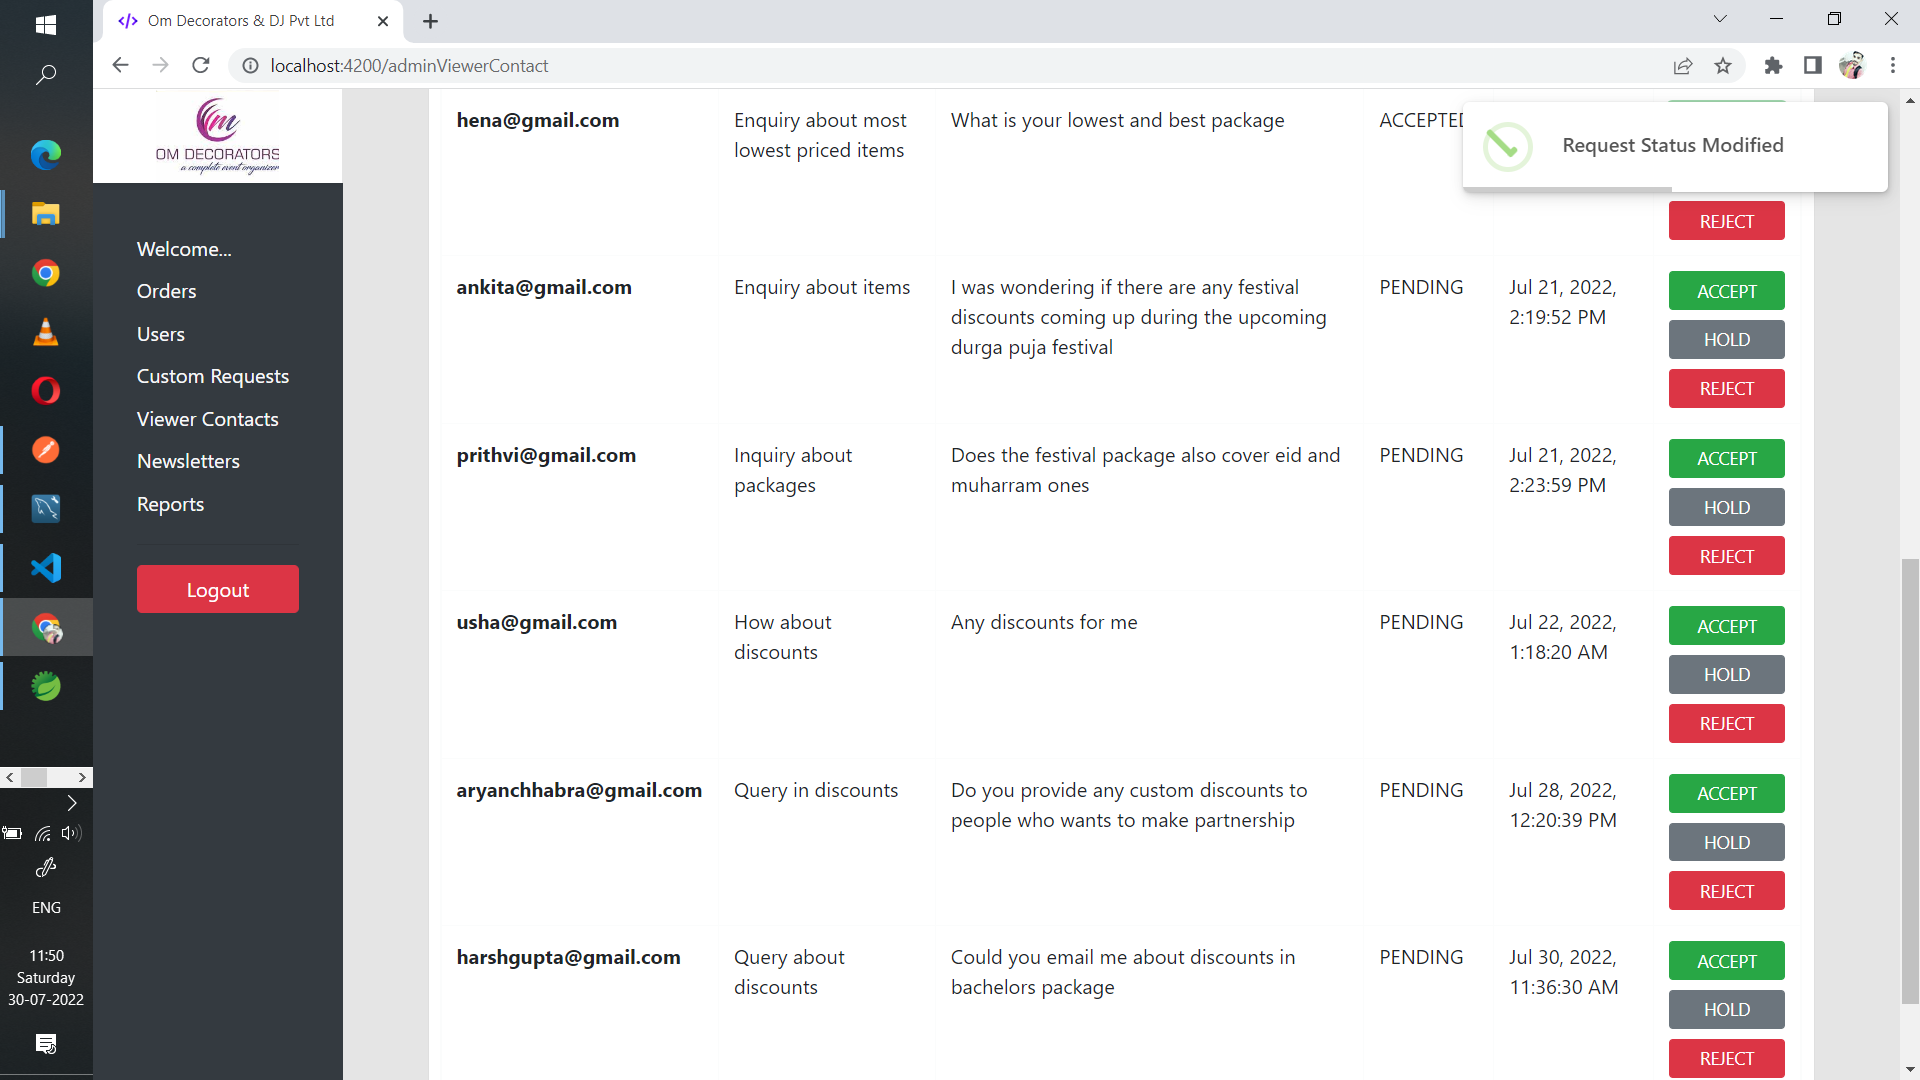 Om Decorators & DJ Pvt Ltd
localhost:4200/adminViewerContact
OM DECORATORS
a complete event organizer
Welcome...
Orders
Users
Custom Requests
Viewer Contacts
Newsletters
Reports
Logout
hena@gmail.com
Enquiry about most
lowest priced items
What is your lowest and best package
ACCEPTED
Request Status Modified
REJECT
ankita@gmail.com
Enquiry about items
I was wondering if there are any festival
discounts coming up during the upcoming
durga puja festival
PENDING
Jul 21, 2022,
2:19:52 PM
ACCEPT
HOLD
REJECT
prithvi@gmail.com
Inquiry about
packages
Does the festival package also cover eid and
muharram ones
PENDING
Jul 21, 2022,
2:23:59 PM
ACCEPT
HOLD
REJECT
usha@gmail.com
How about
discounts
Any discounts for me
PENDING
Jul 22, 2022,
1:18:20 AM
ACCEPT
HOLD
REJECT
aryanchhabra@gmail.com
Query in discounts
Do you provide any custom discounts to
people who wants to make partnership
PENDING
Jul 28, 2022,
12:20:39 PM
ACCEPT
HOLD
REJECT
harshgupta@gmail.com
Query about
discounts
Could you email me about discounts in
bachelors package
PENDING
Jul 30, 2022,
11:36:30 AM
ACCEPT
HOLD
REJECT
ENG
11:50
Saturday
30-07-2022